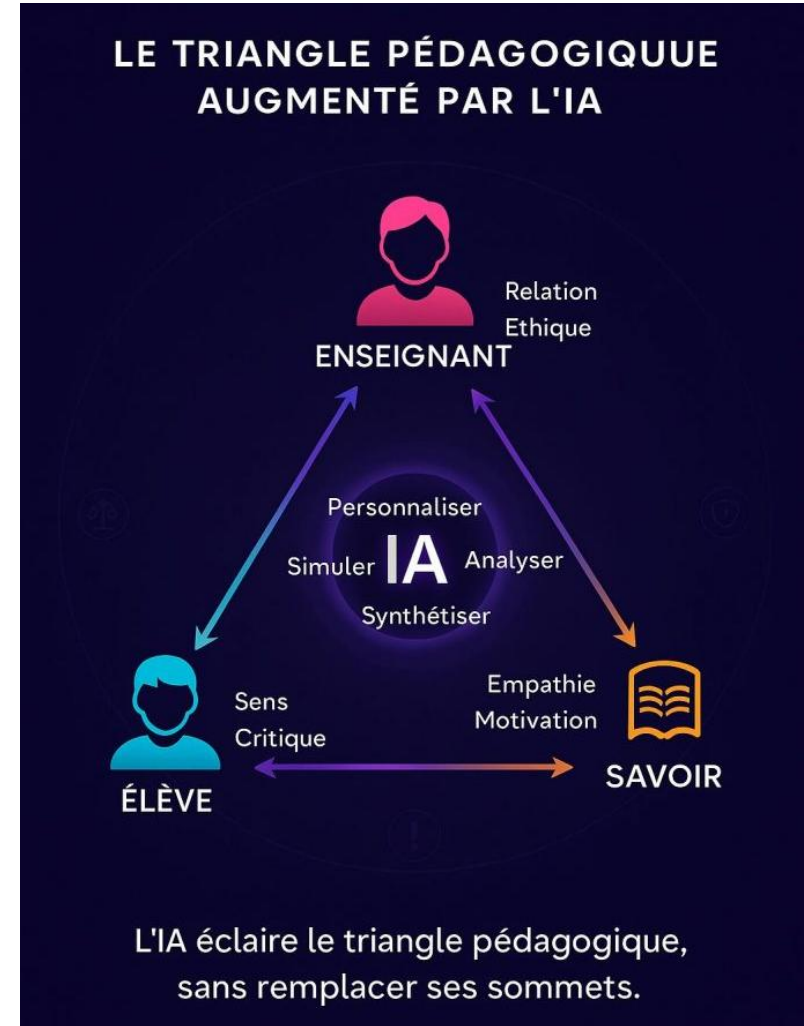 LE TRIANGLE PÉDAGOGIQUUE
AUGMENTÉ PAR L'IA
Relation
Ethique
ENSEIGNANT
Personnaliser
Simuler IA Analyser
Synthétiser
Sens
Critique
ÉLÈVE
Empathie
Motivation
SAVOIR
L'IA éclaire le triangle pédagogique,
sans remplacer ses sommets.